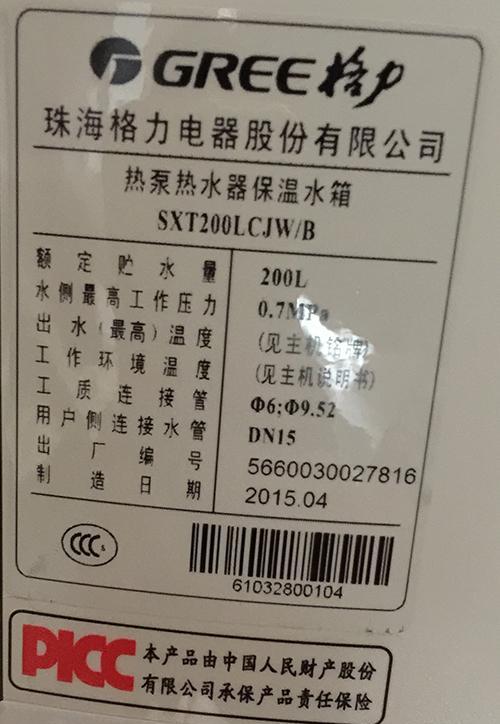 GREE 格力
珠海格力电器股份有限公司
热泵热水器保温水箱
SXT200LCJW/B
额定贮水量 200L
水侧最高工作压力 0.7MPa
出水(最高)温度 (见主机铭牌)
工作环境温度 (见主机说明书)
工质连接管 Φ6;Φ9.52
用户侧连接水管 DN15
出厂编号 5660030027816
制造日期 2015.04
CCC S
61032800104
PICC 本产品由中国人民财产股份
有限公司承保产品责任保险